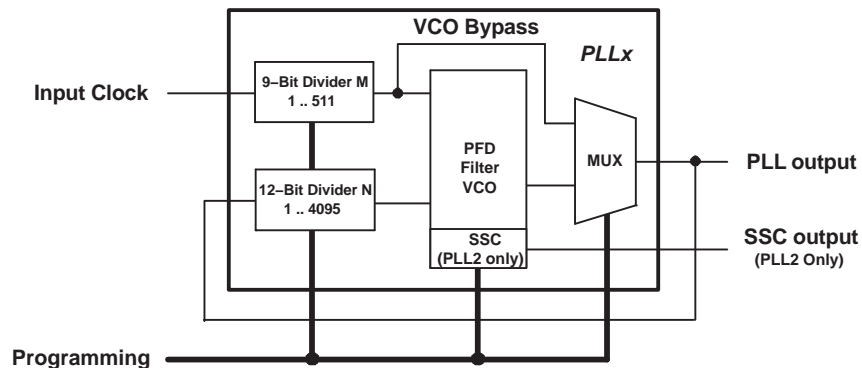 VCO Bypass
PLLx
Input Clock
9–Bit Divider M
1 .. 511
PFD
Filter
VCO
MUX
PLL output
12–Bit Divider N
1 .. 4095
SSC
(PLL2 only)
SSC output
(PLL2 Only)
Programming